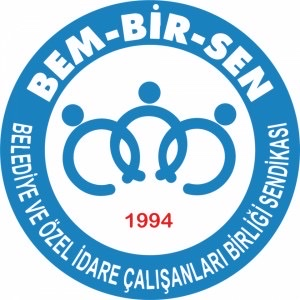 BEM-BİR-SEN
1994
BELEDİYE VE ÖZEL İDARE ÇALIŞANLARI BİRLİĞİ SENDİKASI